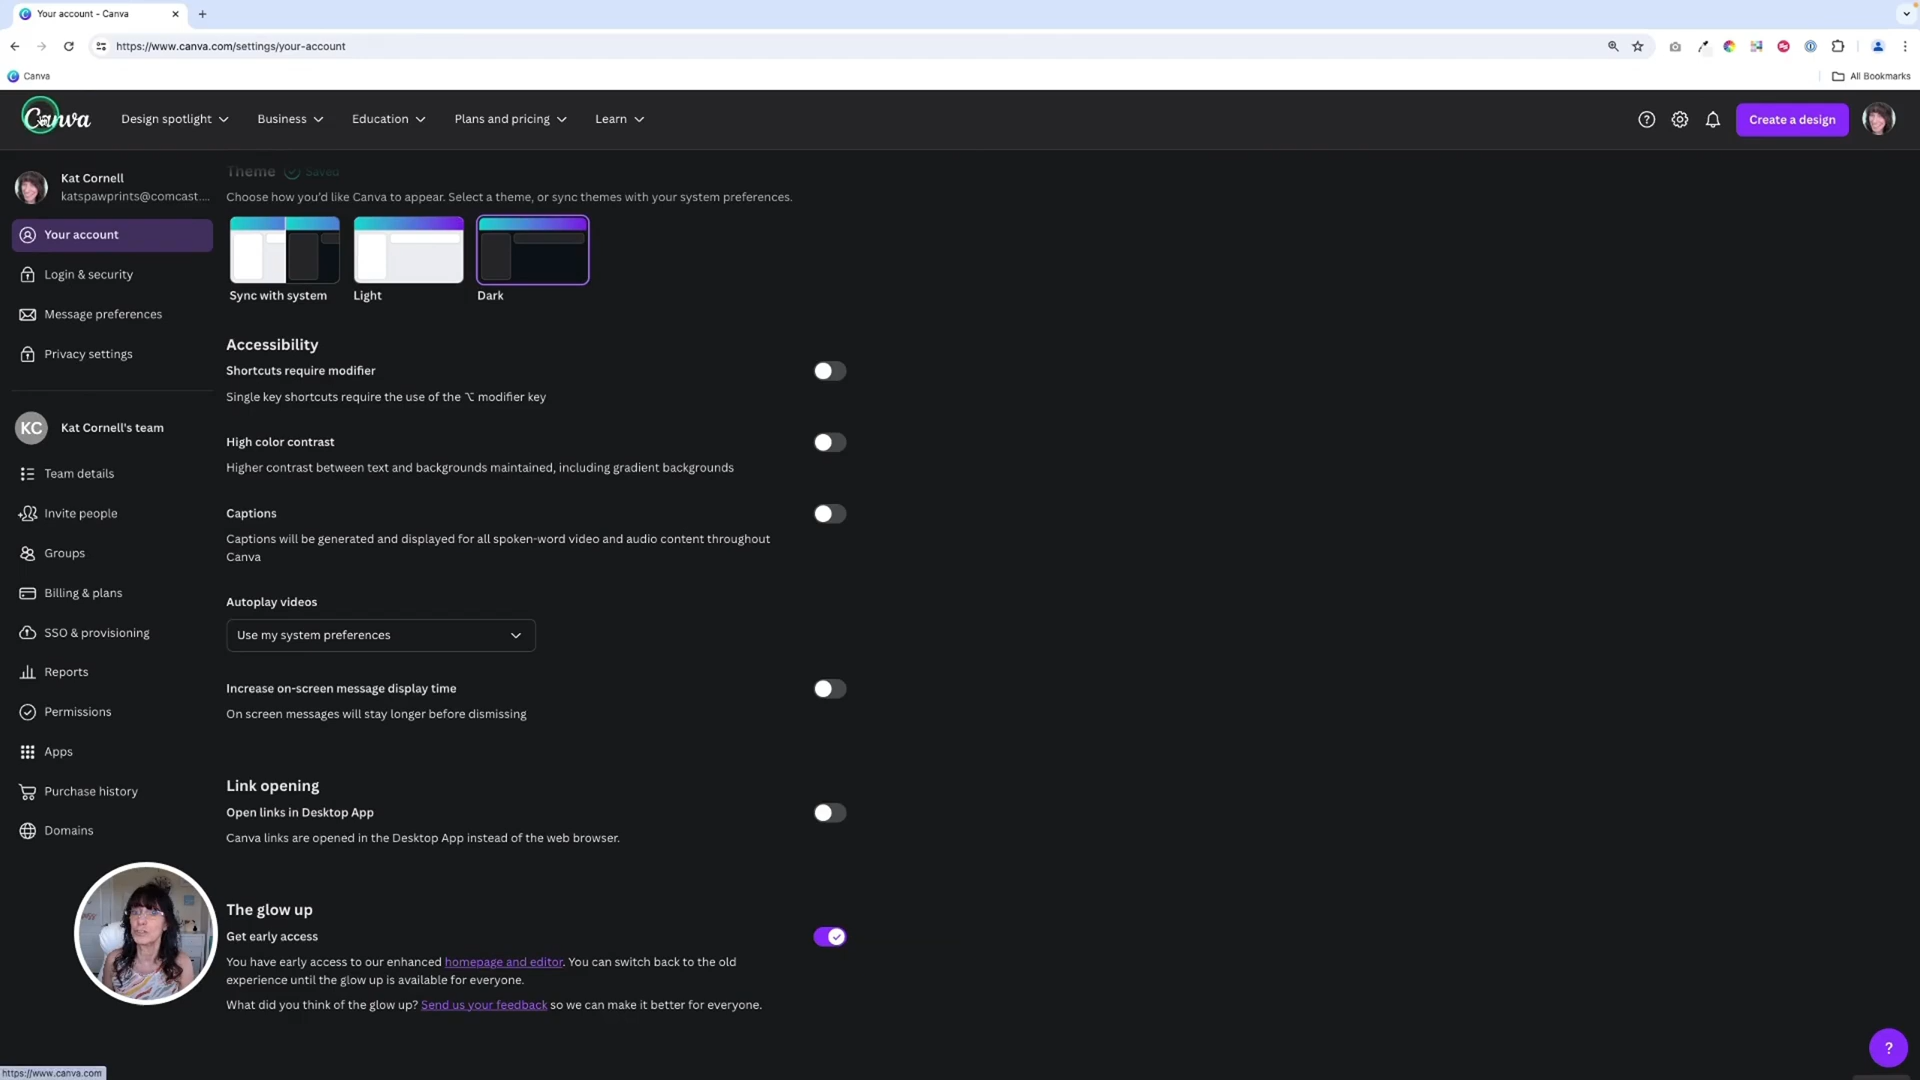 Your account - Canva
https://www.canva.com/settings/your-account
Canva
All Bookmarks
Canva
Design spotlight
Business
Education
Plans and pricing
Learn
Create a design
Kat Cornell
katspawprints@comcast....
Your account
Login & security
Message preferences
Privacy settings
KC
Kat Cornell's team
Team details
Invite people
Groups
Billing & plans
SSO & provisioning
Reports
Permissions
Apps
Purchase history
Domains
Theme Saved
Choose how you'd like Canva to appear. Select a theme, or sync themes with your system preferences.
Sync with system
Light
Dark
Accessibility
Shortcuts require modifier
Single key shortcuts require the use of the ⌥ modifier key
High color contrast
Higher contrast between text and backgrounds maintained, including gradient backgrounds
Captions
Captions will be generated and displayed for all spoken-word video and audio content throughout
Canva
Autoplay videos
Use my system preferences
Increase on-screen message display time
On screen messages will stay longer before dismissing
Link opening
Open links in Desktop App
Canva links are opened in the Desktop App instead of the web browser.
The glow up
Get early access
You have early access to our enhanced homepage and editor. You can switch back to the old
experience until the glow up is available for everyone.
What did you think of the glow up? Send us your feedback so we can make it better for everyone.
?
https://www.canva.com